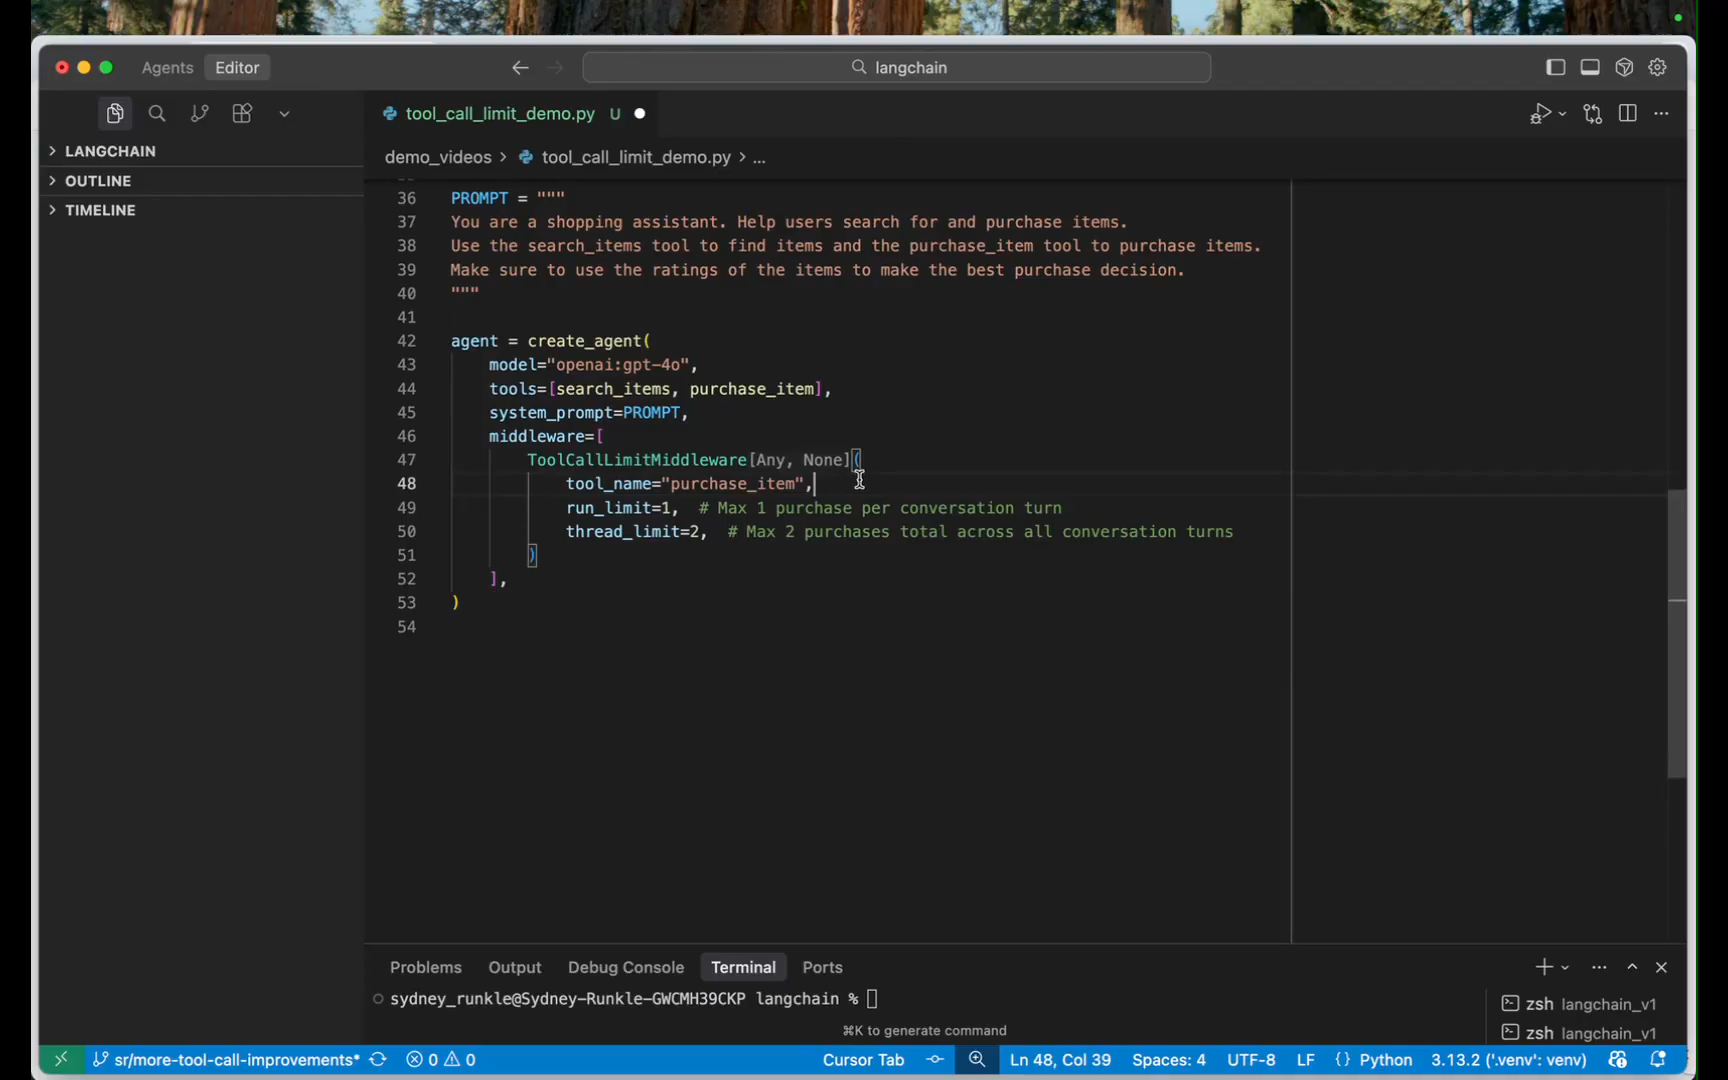 Agents
Editor
langchain
LANGCHAIN
OUTLINE
TIMELINE
tool_call_limit_demo.py U
demo_videos > tool_call_limit_demo.py > ...
36 PROMPT = """
37 You are a shopping assistant. Help users search for and purchase items.
38 Use the search_items tool to find items and the purchase_item tool to purchase items.
39 Make sure to use the ratings of the items to make the best purchase decision.
40 """
41
42 agent = create_agent(
43     model="openai:gpt-4o",
44     tools=[search_items, purchase_item],
45     system_prompt=PROMPT,
46     middleware=[
47         ToolCallLimitMiddleware[Any, None](
48             tool_name="purchase_item",
49             run_limit=1,  # Max 1 purchase per conversation turn
50             thread_limit=2,  # Max 2 purchases total across all conversation turns
51         )
52     ],
53 )
54
Problems Output Debug Console Terminal Ports
sydney_runkle@Sydney-Runkle-GWCMH39CKP langchain %
⌘K to generate command
zsh langchain_v1
zsh langchain_v1
sr/more-tool-call-improvements* 0 0 Cursor Tab Ln 48, Col 39 Spaces: 4 UTF-8 LF {} Python 3.13.2 ('.venv': venv)